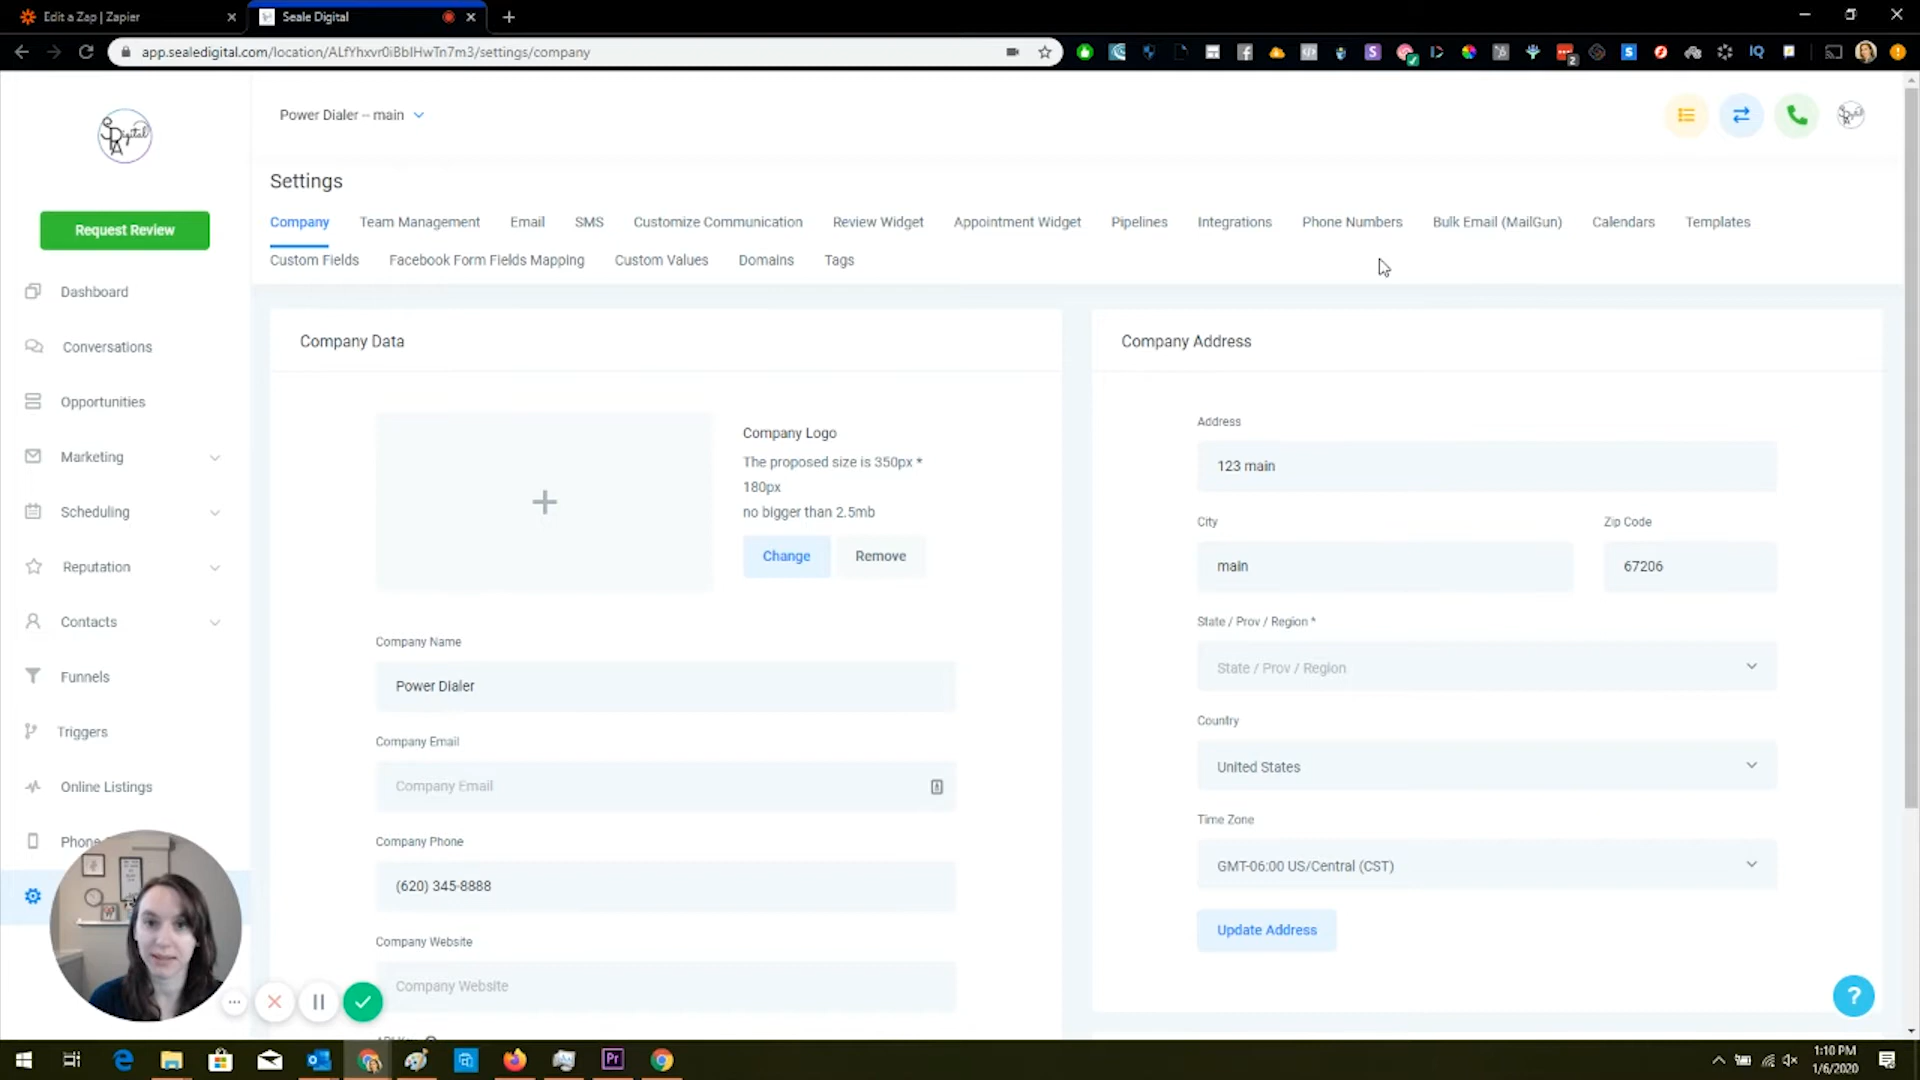 Edit a Zap | Zapier
Seale Digital
app.sealedigital.com/location/ALfYhxvr0iBbIHwTn7m3/settings/company
Power Dialer -- main
Settings
Company Team Management Email SMS Customize Communication Review Widget Appointment Widget Pipelines Integrations Phone Numbers Bulk Email (MailGun) Calendars Templates
Custom Fields Facebook Form Fields Mapping Custom Values Domains Tags
Request Review
Dashboard
Conversations
Opportunities
Marketing
Scheduling
Reputation
Contacts
Funnels
Triggers
Online Listings
Phone
Company Data
Company Logo
The proposed size is 350px *
180px
no bigger than 2.5mb
Change Remove
Company Name
Power Dialer
Company Email
Company Email
Company Phone
(620) 345-8888
Company Website
Company Website
Company Address
Address
123 main
City Zip Code
main 67206
State / Prov / Region *
State / Prov / Region
Country
United States
Time Zone
GMT-06:00 US/Central (CST)
Update Address
?
1:10 PM
1/6/2020